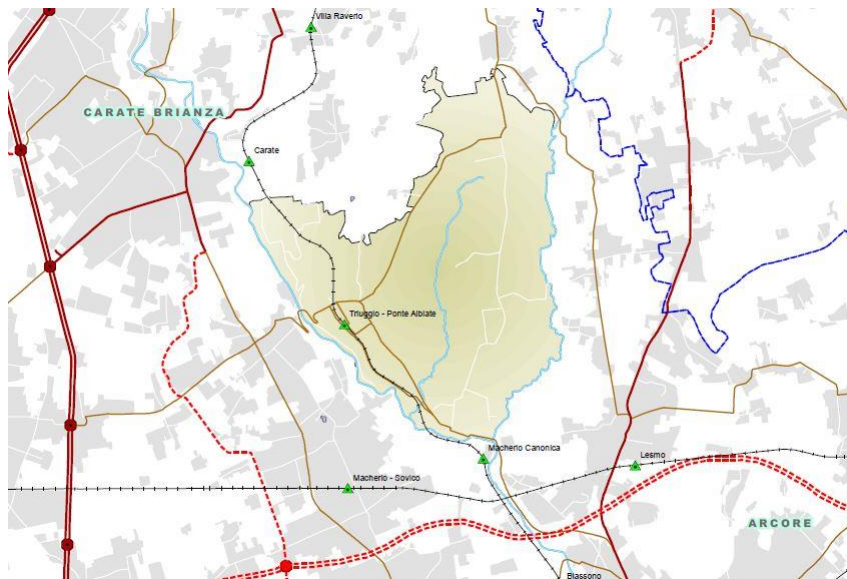 Villa Raverio
CARATE BRIANZA
Carate
Triuggio - Ponte Albiate
Macherio Canonica
Lesmo
Macherio - Sovico
ARCORE
Biassono